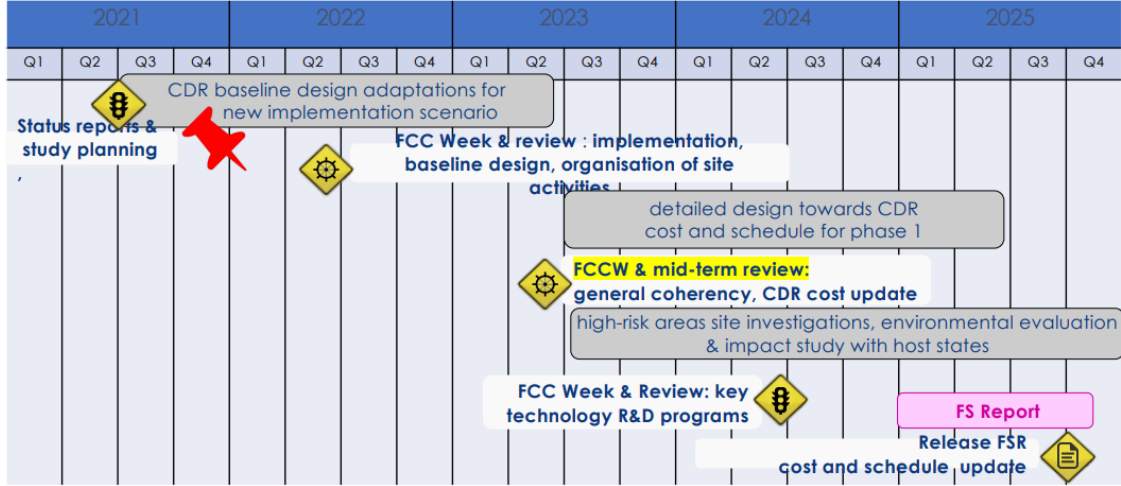 2021 2022 2023 2024 2025
Q1 Q2 Q3 Q4 Q1 Q2 Q3 Q4 Q1 Q2 Q3 Q4 Q1 Q2 Q3 Q4 Q1 Q2 Q3 Q4
CDR baseline design adaptations for
new implementation scenario
Status reports &
study planning
,
FCC Week & review : implementation,
baseline design, organisation of site
activities
detailed design towards CDR
cost and schedule for phase 1
FCCW & mid-term review:
general coherency, CDR cost update
high-risk areas site investigations, environmental evaluation
& impact study with host states
FCC Week & Review: key
technology R&D programs
FS Report
Release FSR
cost and schedule update